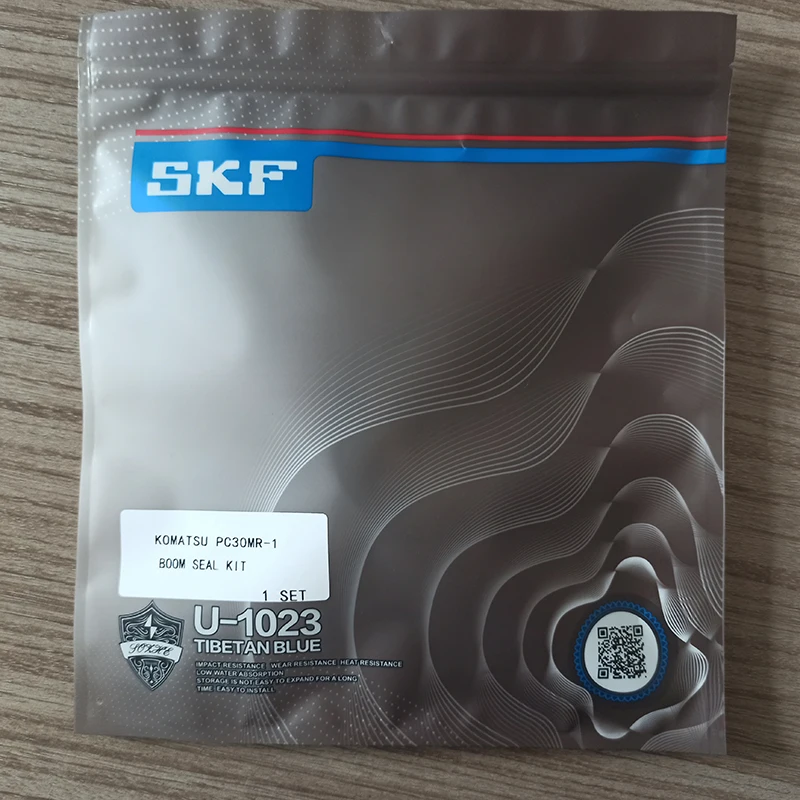 SKF
KOMATSU PC30MR-1
BOOM SEAL KIT
1 SET
U-1023
TIBETAN BLUE
IMPACT RESISTANCE WEAR RESISTANCE HEAT RESISTANCE
LOW WATER ABSORPTION
STORAGE IS NOT EASY TO EXPAND FOR A LONG
TIME EASY TO INSTALL